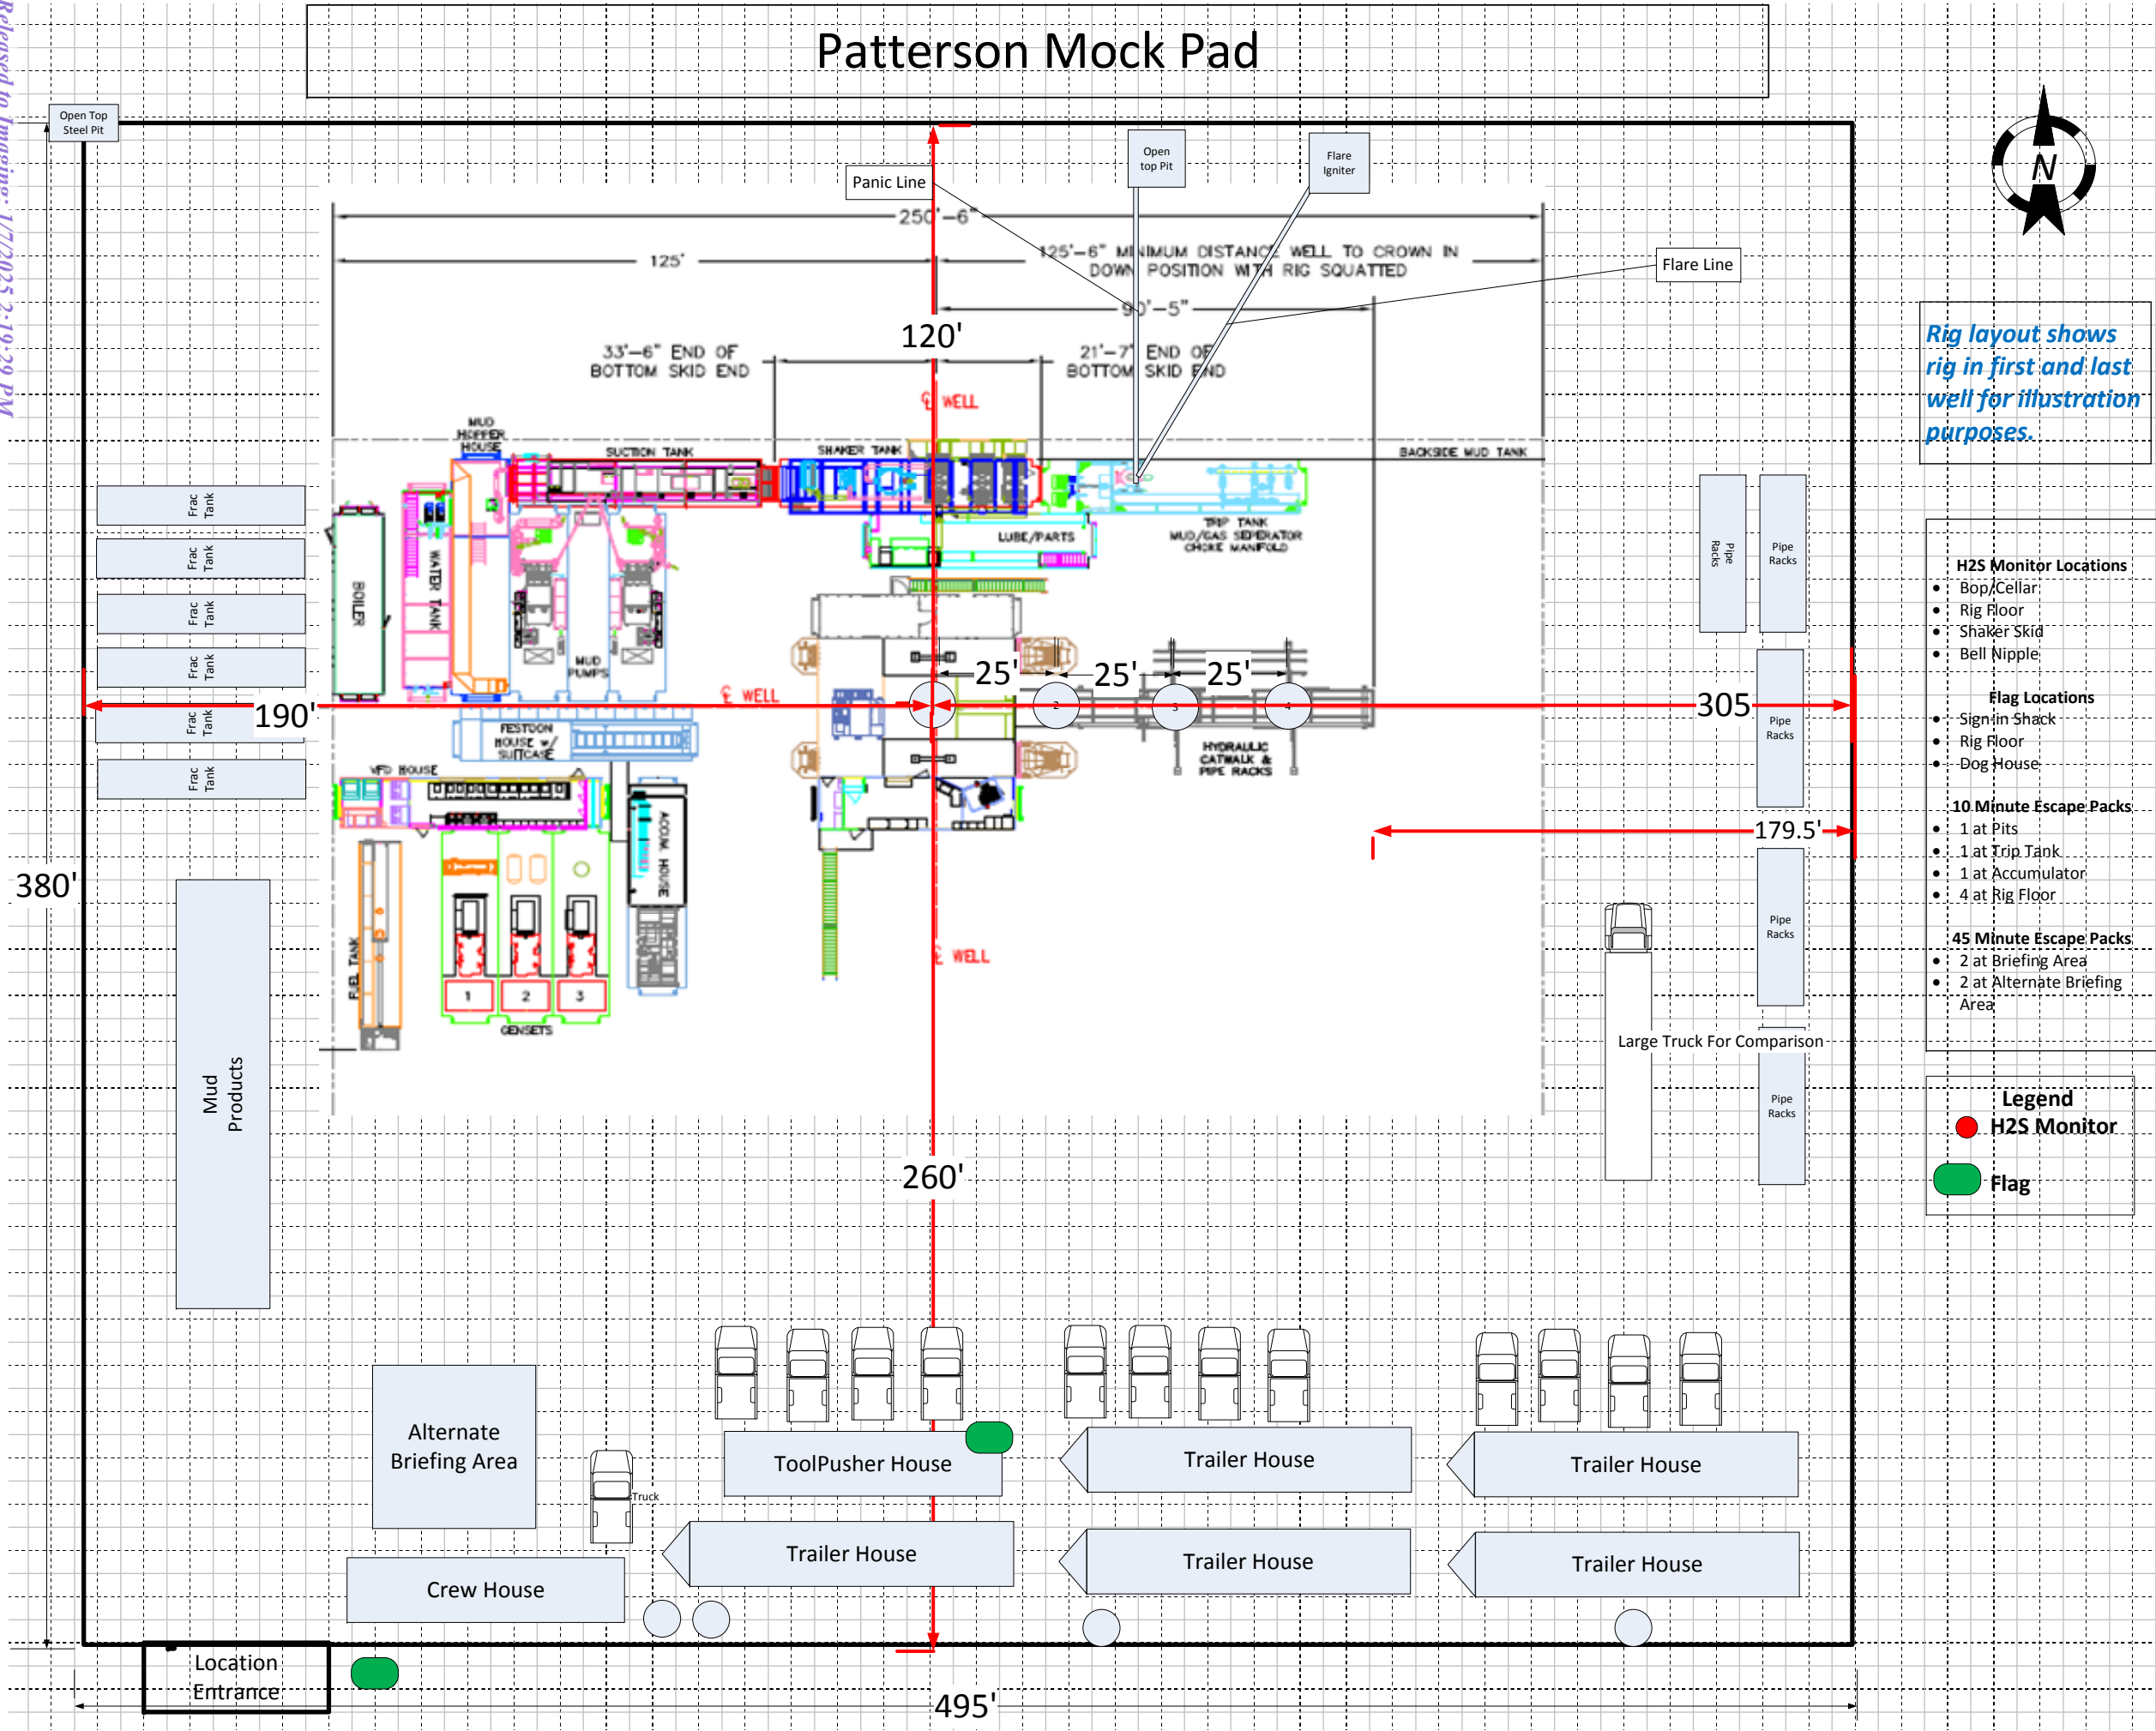 Released to Imaging: 1/7/2025 2:19:29 PM
Patterson Mock Pad
Open Top
Steel Pit
Open
top Pit
Flare
Igniter
N
Panic Line
250'-6"
125'
125'-6" MINIMUM DISTANCE WELL TO CROWN IN
DOWN POSITION WITH RIG SQUATTED
Flare Line
90'-5"
120'
33'-6" END OF
BOTTOM SKID END
21'-7" END OF
BOTTOM SKID END
Rig layout shows
rig in first and last
well for illustration
purposes.
℄ WELL
MUD
HOPPER
HOUSE
SUCTION TANK
SHAKER TANK
BACKSIDE MUD TANK
Frac
Tank
Frac
Tank
Frac
Tank
Frac
Tank
Frac
Tank
Frac
Tank
BOILER
WATER TANK
MUD
PUMPS
LUBE/PARTS
TRIP TANK
MUD/GAS SEPERATOR
CHOKE MANIFOLD
Pipe
Racks
Pipe
Racks
H2S Monitor Locations
• Bop/Cellar
• Rig Floor
• Shaker Skid
• Bell Nipple
Flag Locations
• Sign in Shack
• Rig Floor
• Dog House
10 Minute Escape Packs
• 1 at Pits
• 1 at Trip Tank
• 1 at Accumulator
• 4 at Rig Floor
45 Minute Escape Packs
• 2 at Briefing Area
• 2 at Alternate Briefing
Area
25'
25'
25'
℄ WELL
190'
2
3
4
305
Pipe
Racks
FESTOON
HOUSE w/
SUITCASE
HYDRAULIC
CATWALK &
PIPE RACKS
VFD HOUSE
ACCUM. HOUSE
179.5'
380'
Pipe
Racks
FUEL TANK
℄ WELL
1
2
3
GENSETS
Large Truck For Comparison
Mud
Products
Pipe
Racks
Legend
H2S Monitor
Flag
260'
Alternate
Briefing Area
ToolPusher House
Trailer House
Trailer House
Truck
Trailer House
Trailer House
Trailer House
Crew House
Location
Entrance
495'